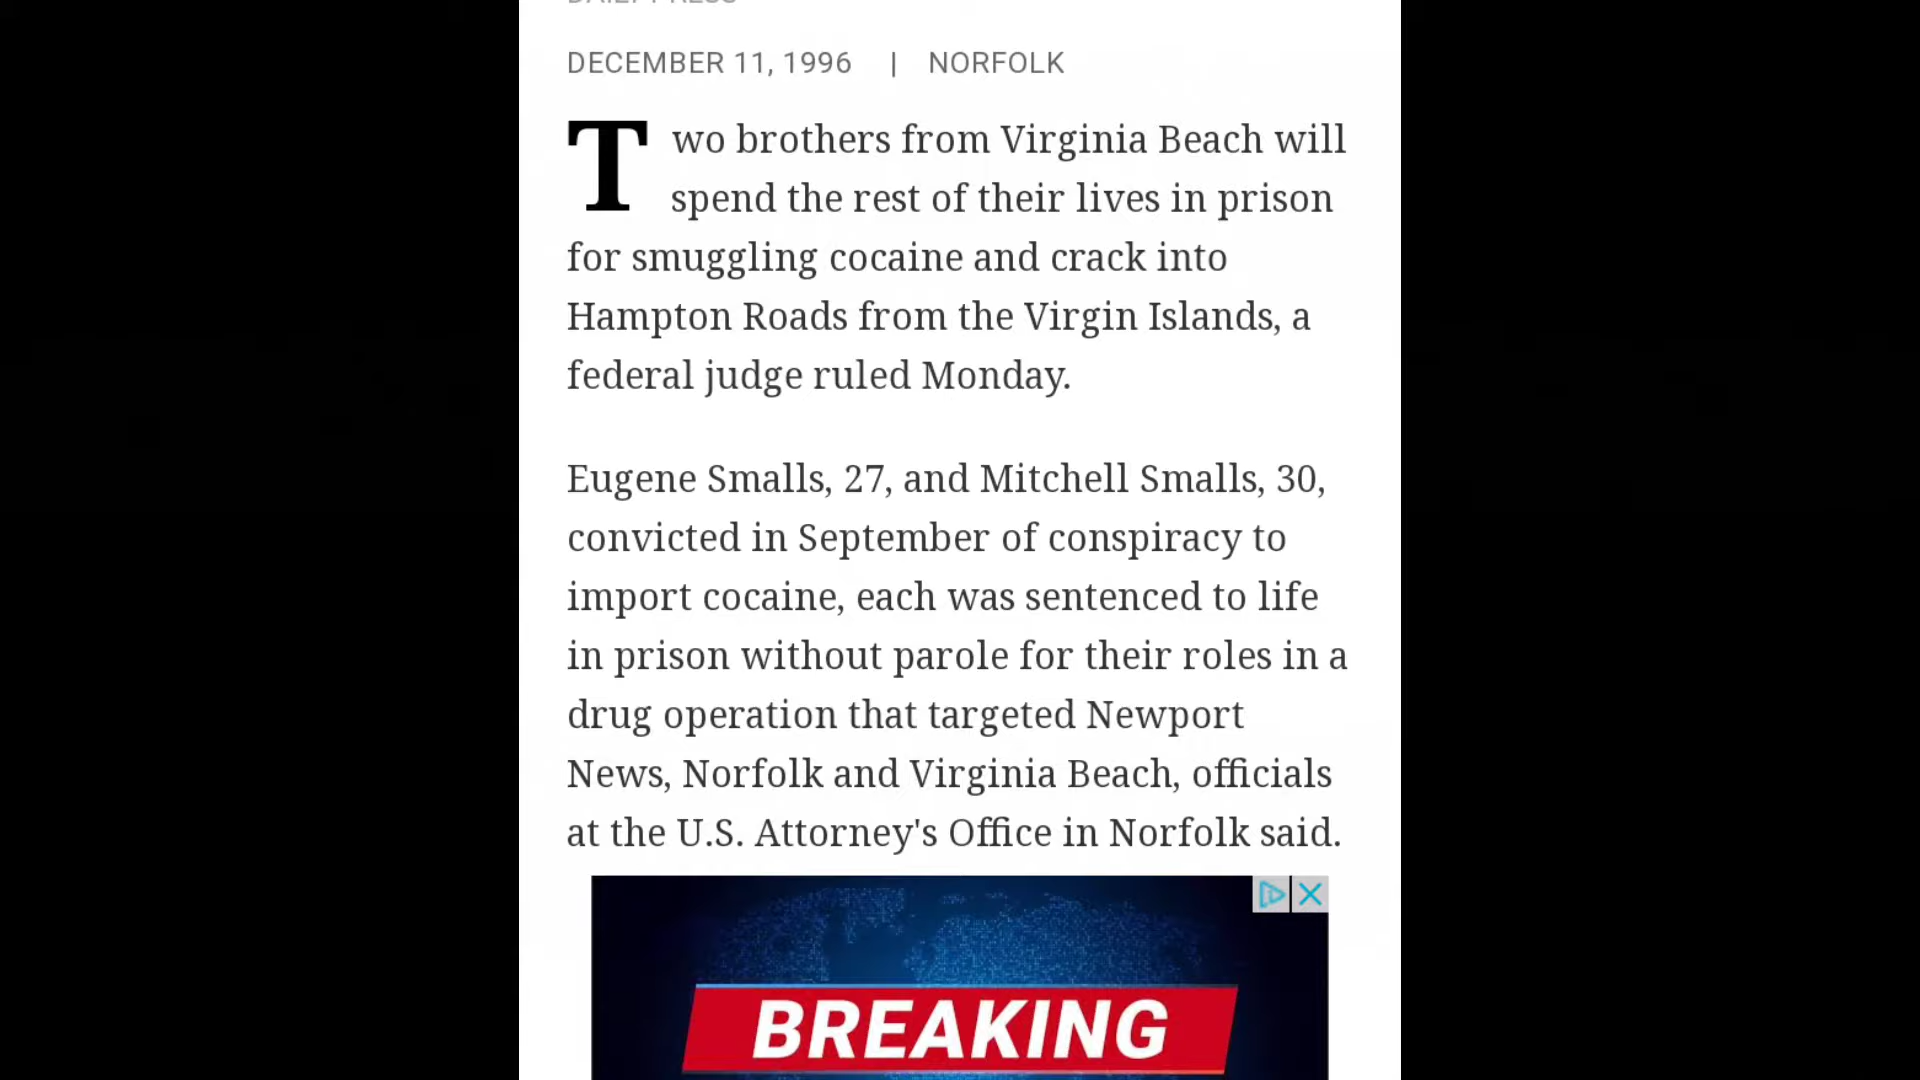 DAILY PRESS
DECEMBER 11, 1996 | NORFOLK
Two brothers from Virginia Beach will
spend the rest of their lives in prison
for smuggling cocaine and crack into
Hampton Roads from the Virgin Islands, a
federal judge ruled Monday.
Eugene Smalls, 27, and Mitchell Smalls, 30,
convicted in September of conspiracy to
import cocaine, each was sentenced to life
in prison without parole for their roles in a
drug operation that targeted Newport
News, Norfolk and Virginia Beach, officials
at the U.S. Attorney's Office in Norfolk said.
BREAKING